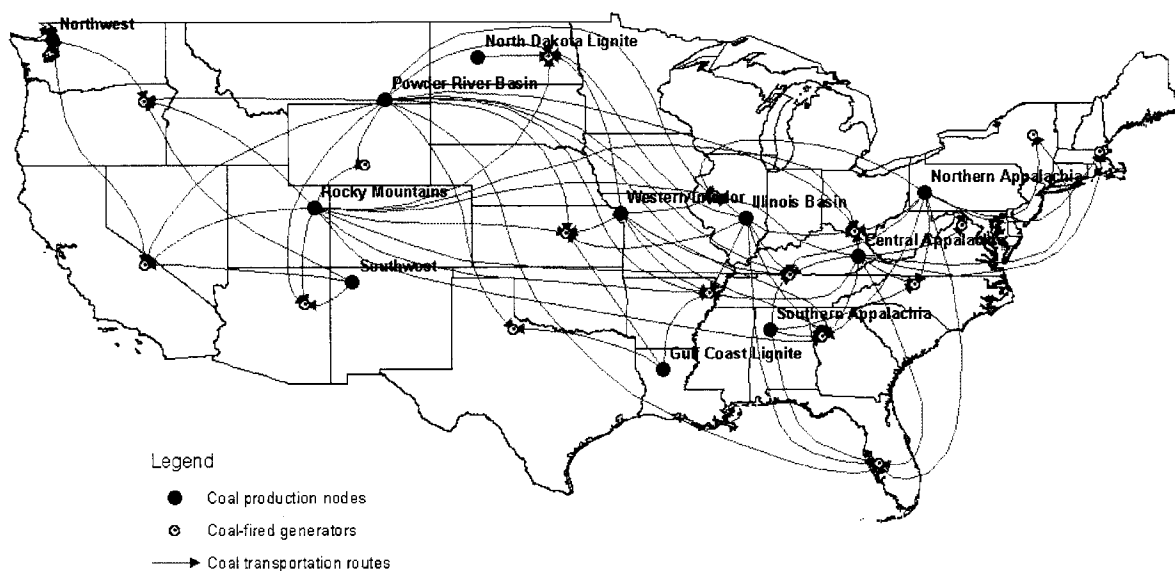 Northwest
North Dakota Lignite
Powder River Basin
Northern Appalachia
Rocky Mountains
Western/Interior
Illinois Basin
Central Appalachia
Southwest
Southern Appalachia
Gulf Coast Lignite
Legend
Coal production nodes
Coal-fired generators
Coal transportation routes